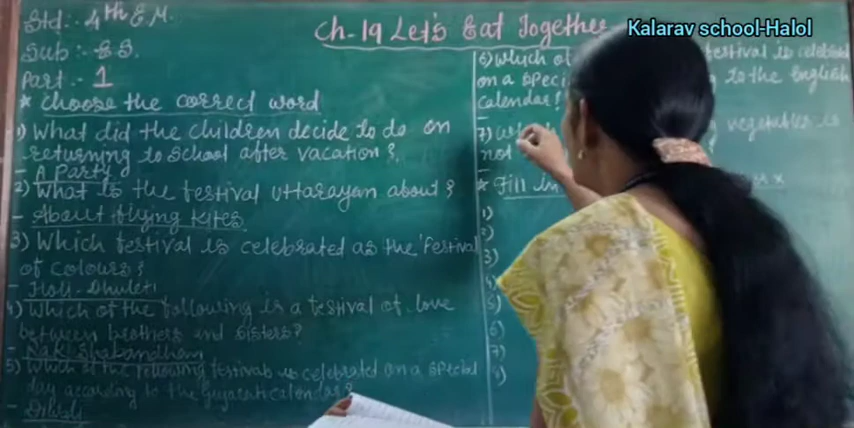 Std:- 4th E.M.
Sub:- E.S.
Part:- 1
Ch-19 Let's Eat Together
Kalarav school-Halol
* Choose the correct word
1) What did the children decide to do on
returning to school after vacation?
- A Party
2) What is the festival Uttarayan about?
- About flying kites.
3) Which festival is celebrated as the 'Festival
of colours?
- Holi-Dhuleti
4) Which of the following is a festival of love
between brothers and sisters?
- Rakshabandhan
5) Which of the following festivals is celebrated on a special
day according to the Gujarati calendar?
- Diwali
6) Which of festival is celebrated
on a speci to the English
calendar?
-
7) vegetables is
not
-
* Fill in
1)
2)
3)
4)
5)
6)
7)
8)